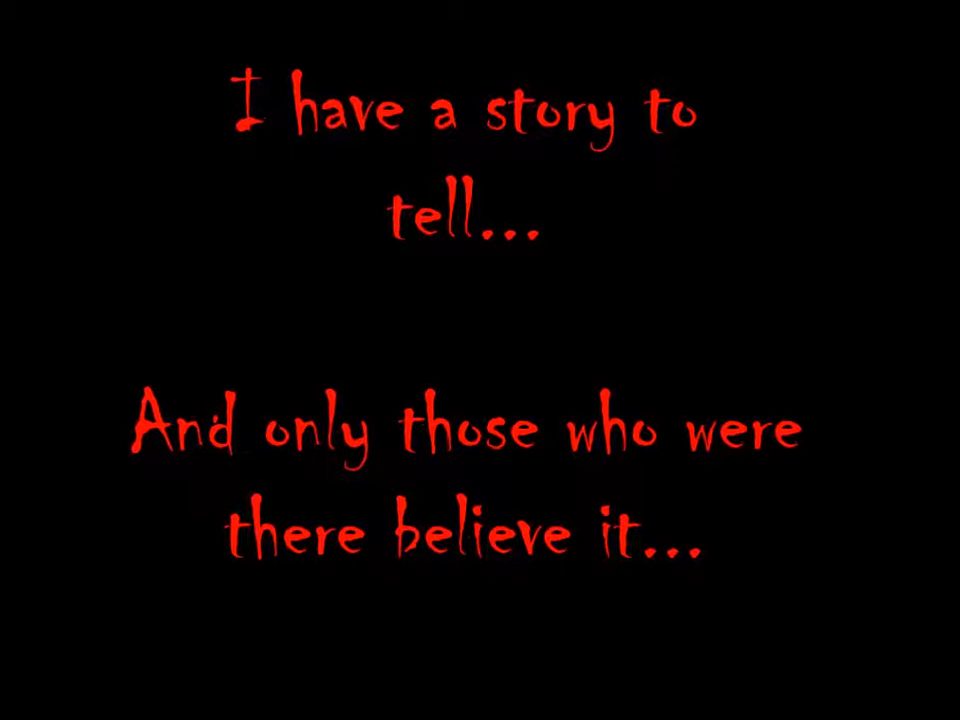 I have a story to
tell...
And only those who were
there believe it...